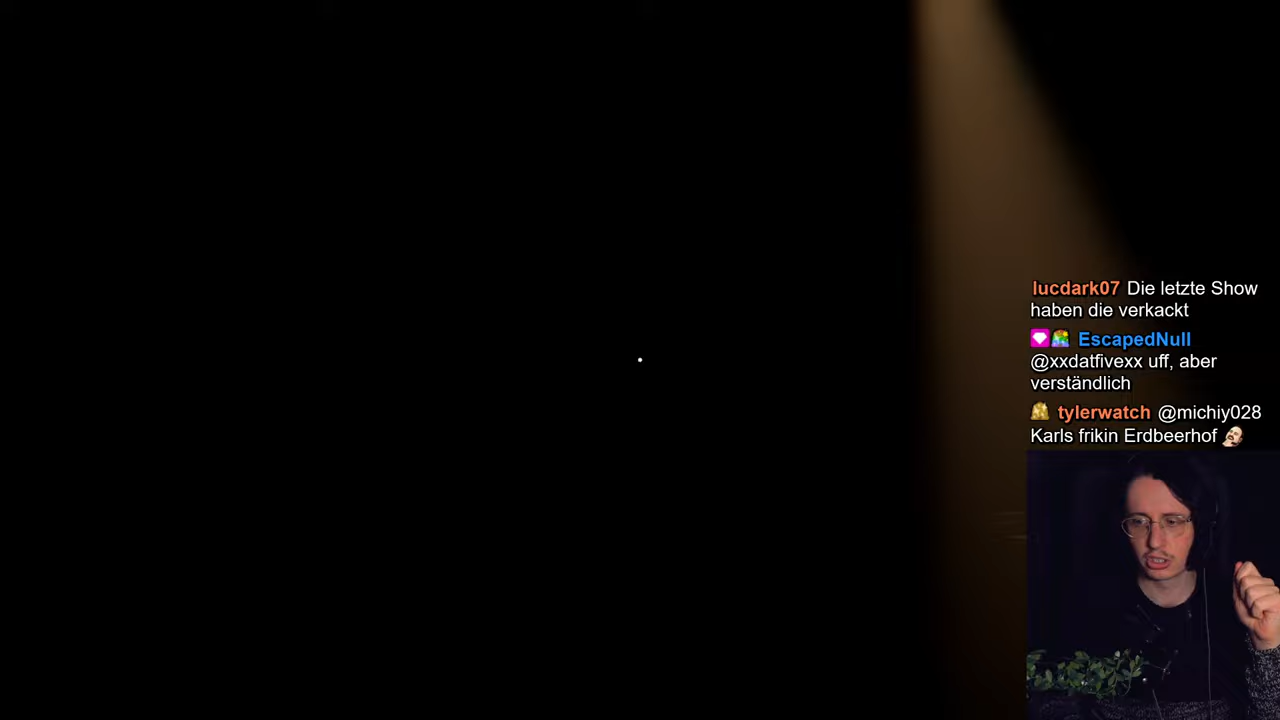 lucdark07 Die letzte Show
haben die verkackt
EscapedNull
@xxdatfivexx uff, aber
verständlich
tylerwatch @michiy028
Karls frikin Erdbeerhof